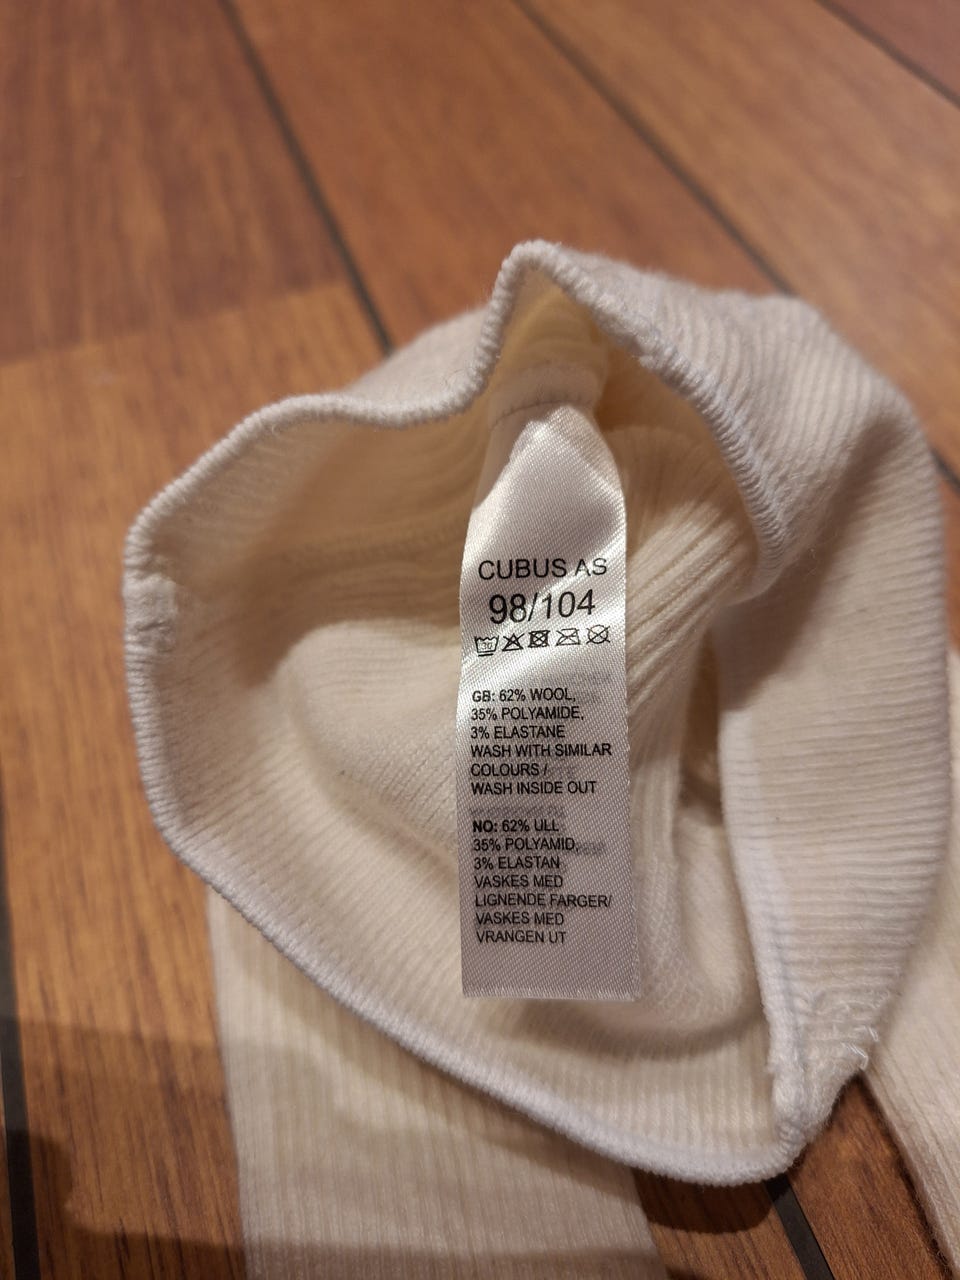 CUBUS AS
98/104
30
GB: 62% WOOL,
35% POLYAMIDE,
3% ELASTANE
WASH WITH SIMILAR
COLOURS /
WASH INSIDE OUT
NO: 62% ULL
35% POLYAMID,
3% ELASTAN
VASKES MED
LIGNENDE FARGER/
VASKES MED
VRANGEN UT